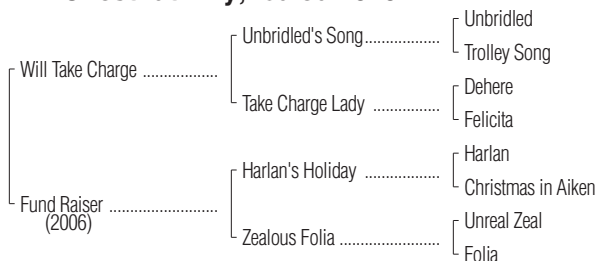 Unbridled
Unbridled's Song
Trolley Song
Will Take Charge
Dehere
Take Charge Lady
Felicita
Harlan
Harlan's Holiday
Christmas in Aiken
Fund Raiser
(2006)
Unreal Zeal
Zealous Folia
Folia